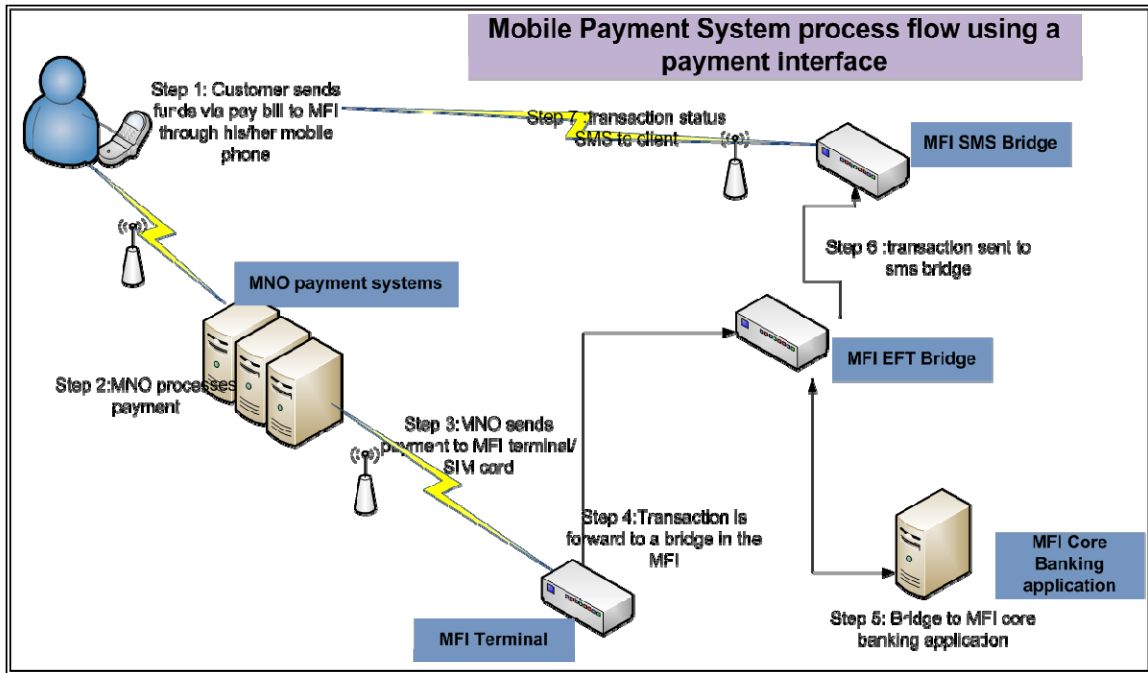 Mobile Payment System process flow using a
payment interface
Step 1: Customer sends
funds via pay bill to MFI
through his/her mobile
phone
Step 7: transaction status
SMS to client
MFI SMS Bridge
Step 6 :transaction sent to
sms bridge
MNO payment systems
MFI EFT Bridge
Step 2:MNO processes
payment
Step 3:MNO sends
payment to MFI terminal/
SIM card
Step 4:Transaction is
forward to a bridge in the
MFI
MFI Core
Banking
application
MFI Terminal
Step 5: Bridge to MFI core
banking application